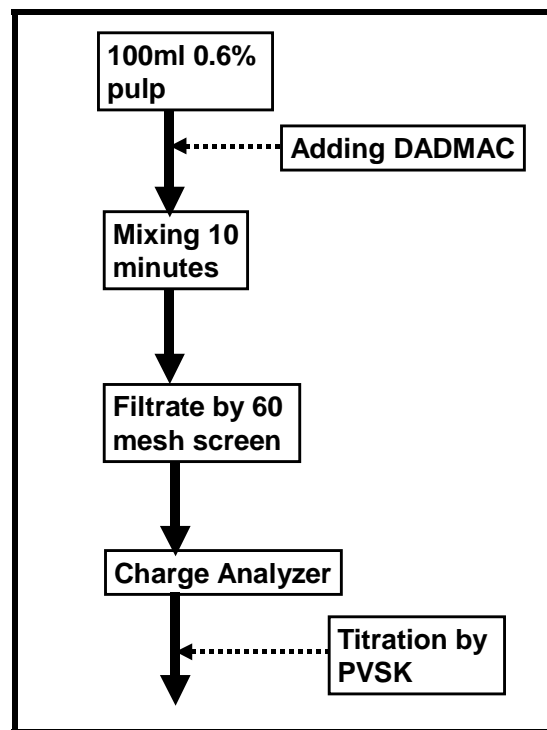 100ml 0.6%
pulp
Adding DADMAC
Mixing 10
minutes
Filtrate by 60
mesh screen
Charge Analyzer
Titration by
PVSK